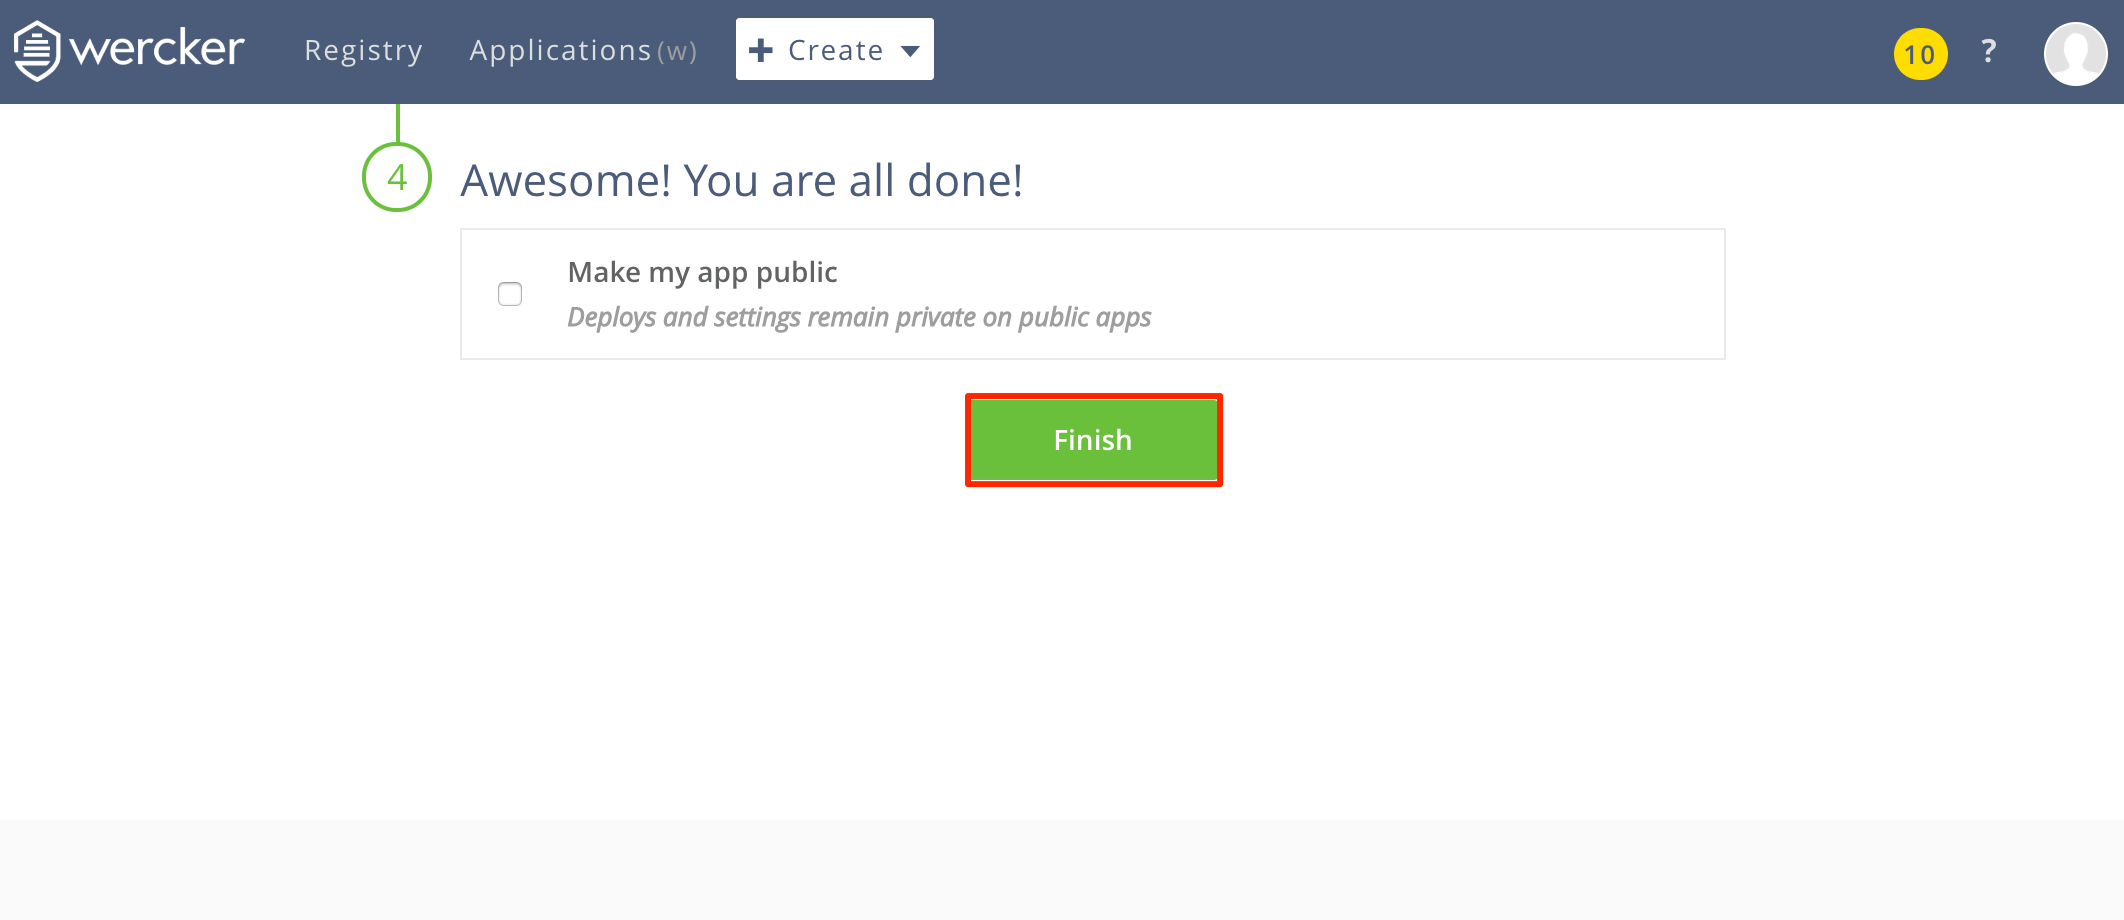 wercker Registry Applications (w) + Create 10 ?
4 Awesome! You are all done!
Make my app public
Deploys and settings remain private on public apps
Finish